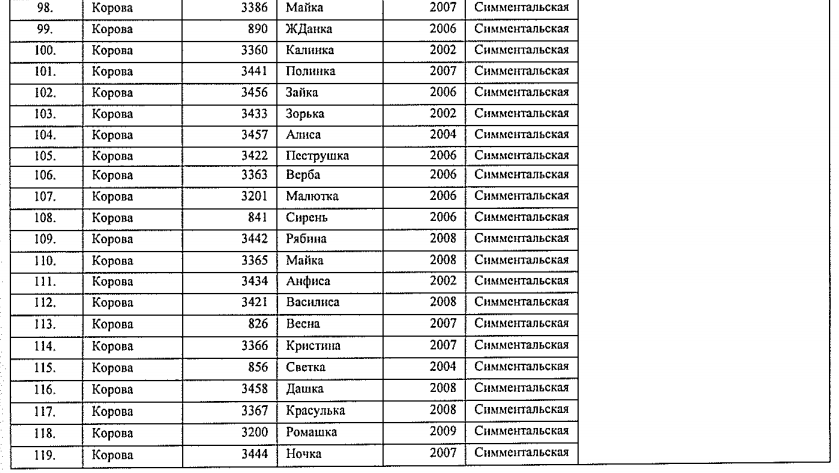 98. Корова 3386 Майка 2007 Симментальская
99. Корова 890 ЖДанка 2006 Симментальская
100. Корова 3360 Калинка 2002 Симментальская
101. Корова 3441 Полинка 2007 Симментальская
102. Корова 3456 Зайка 2006 Симментальская
103. Корова 3433 Зорька 2002 Симментальская
104. Корова 3457 Алиса 2004 Симментальская
105. Корова 3422 Пеструшка 2006 Симментальская
106. Корова 3363 Верба 2006 Симментальская
107. Корова 3201 Малютка 2006 Симментальская
108. Корова 841 Сирень 2006 Симментальская
109. Корова 3442 Рябина 2008 Симментальская
110. Корова 3365 Майка 2008 Симментальская
111. Корова 3434 Анфиса 2002 Симментальская
112. Корова 3421 Василиса 2008 Симментальская
113. Корова 826 Весна 2007 Симментальская
114. Корова 3366 Кристина 2007 Симментальская
115. Корова 856 Светка 2004 Симментальская
116. Корова 3458 Дашка 2008 Симментальская
117. Корова 3367 Красулька 2008 Симментальская
118. Корова 3200 Ромашка 2009 Симментальская
119. Корова 3444 Ночка 2007 Симментальская